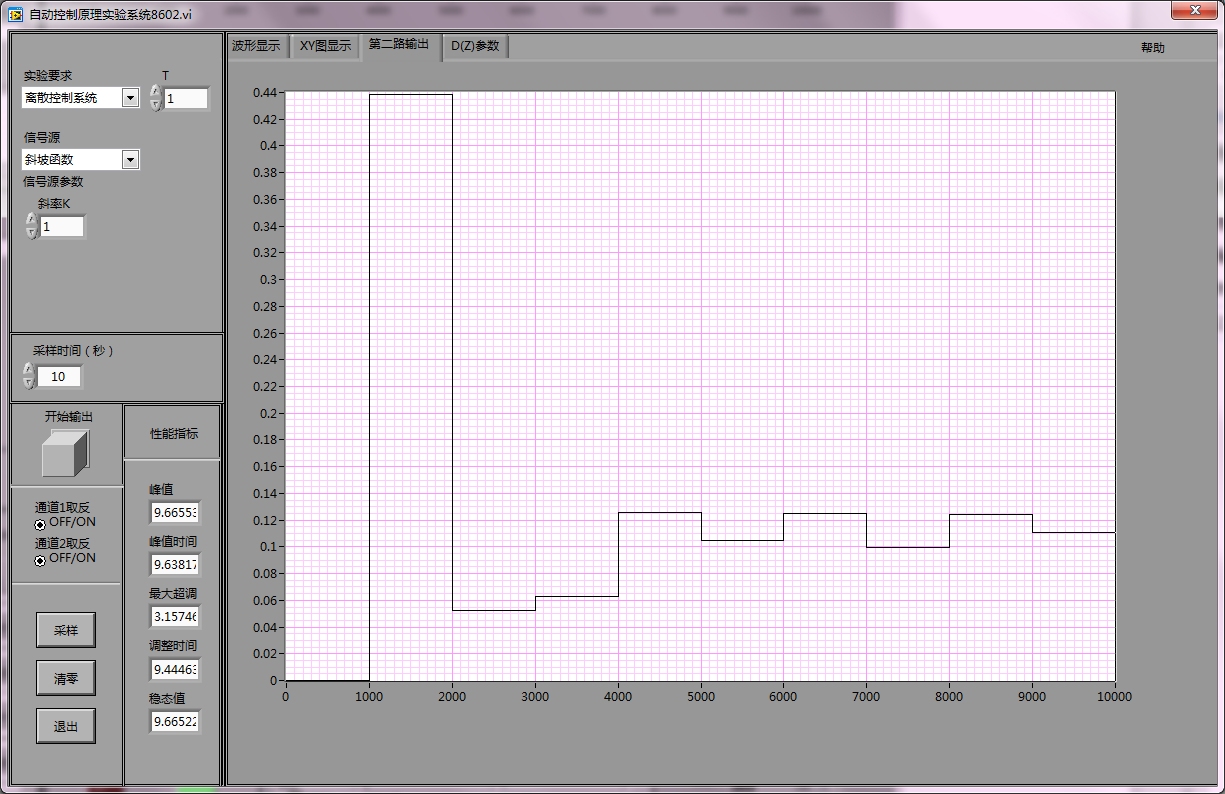 自动控制原理实验系统8602.vi
波形显示 XY图显示 第二路输出 D(Z)参数 帮助
实验要求 T
离散控制系统 1
信号源
斜坡函数
信号源参数
斜率K
1
采样时间（秒）
10
开始输出
性能指标
通道1取反
OFF/ON
通道2取反
OFF/ON
采样
清零
退出
峰值
9.66553
峰值时间
9.63817
最大超调
3.15746
调整时间
9.44463
稳态值
9.66522
0.44
0.42
0.4
0.38
0.36
0.34
0.32
0.3
0.28
0.26
0.24
0.22
0.2
0.18
0.16
0.14
0.12
0.1
0.08
0.06
0.04
0.02
0
0 1000 2000 3000 4000 5000 6000 7000 8000 9000 10000